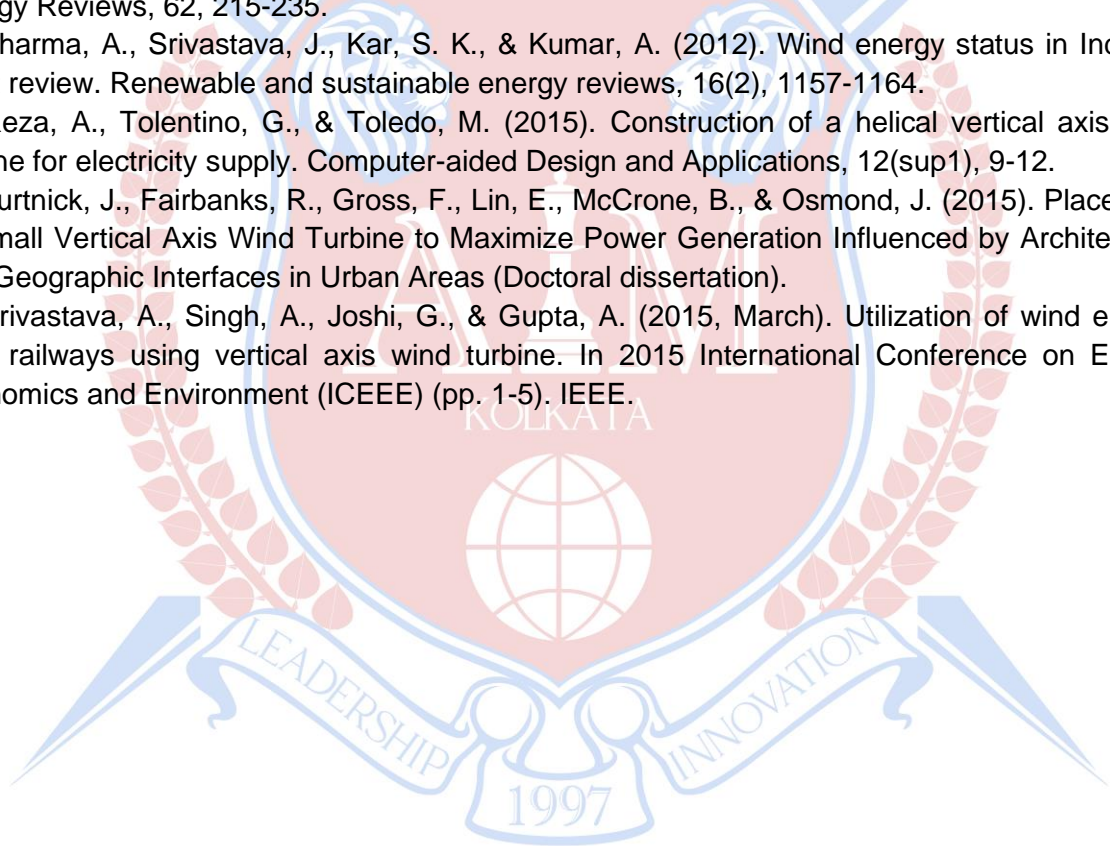 gy Reviews, 62, 215-235.
harma, A., Srivastava, J., Kar, S. K., & Kumar, A. (2012). Wind energy status in Inc
review. Renewable and sustainable energy reviews, 16(2), 1157-1164.
eza, A., Tolentino, G., & Toledo, M. (2015). Construction of a helical vertical axis
ne for electricity supply. Computer-aided Design and Applications, 12(sup1), 9-12.
urtnick, J., Fairbanks, R., Gross, F., Lin, E., McCrone, B., & Osmond, J. (2015). Place
mall Vertical Axis Wind Turbine to Maximize Power Generation Influenced by Archite
Geographic Interfaces in Urban Areas (Doctoral dissertation).
rivastava, A., Singh, A., Joshi, G., & Gupta, A. (2015, March). Utilization of wind e
railways using vertical axis wind turbine. In 2015 International Conference on E
nomics and Environment (ICEEE) (pp. 1-5). IEEE.
AIM
KOLKATA
LEADERSHIP
INNOVATION
1997